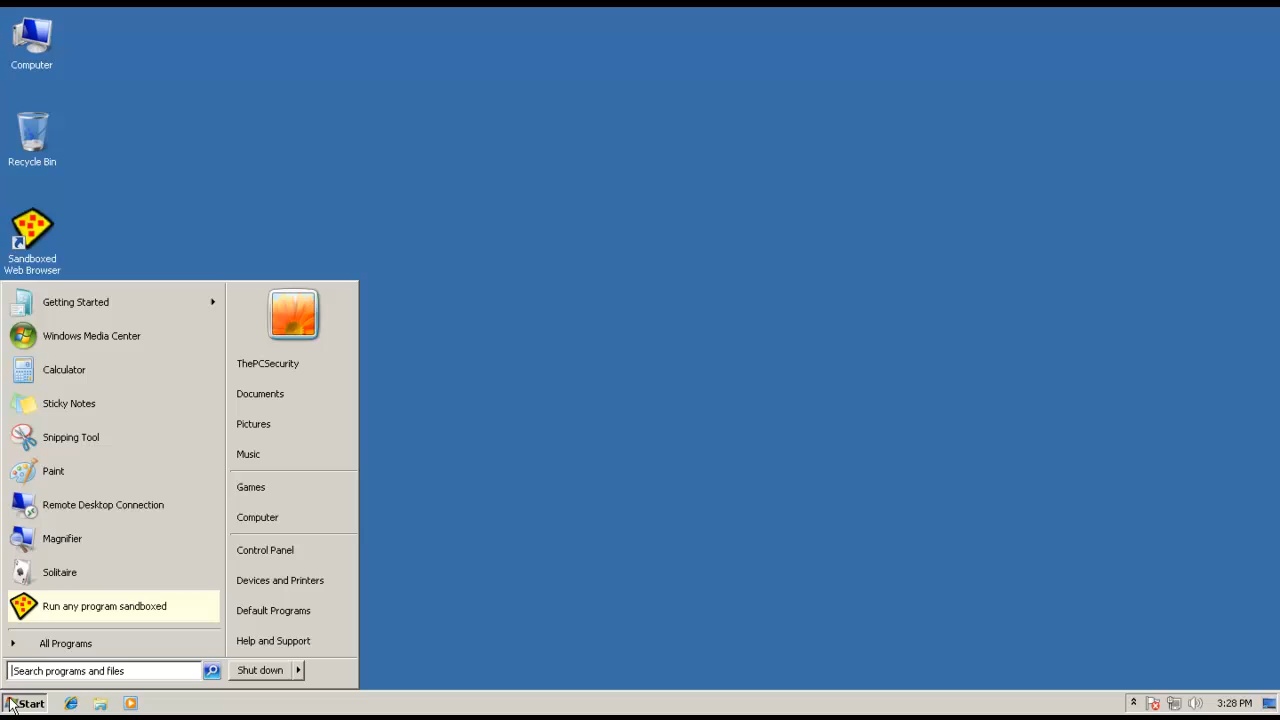 Computer
Recycle Bin
Sandboxed
Web Browser
Getting Started
Windows Media Center
Calculator
Sticky Notes
Snipping Tool
Paint
Remote Desktop Connection
Magnifier
Solitaire
Run any program sandboxed
All Programs
Search programs and files
ThePCSecurity
Documents
Pictures
Music
Games
Computer
Control Panel
Devices and Printers
Default Programs
Help and Support
Shut down
Start
3:28 PM